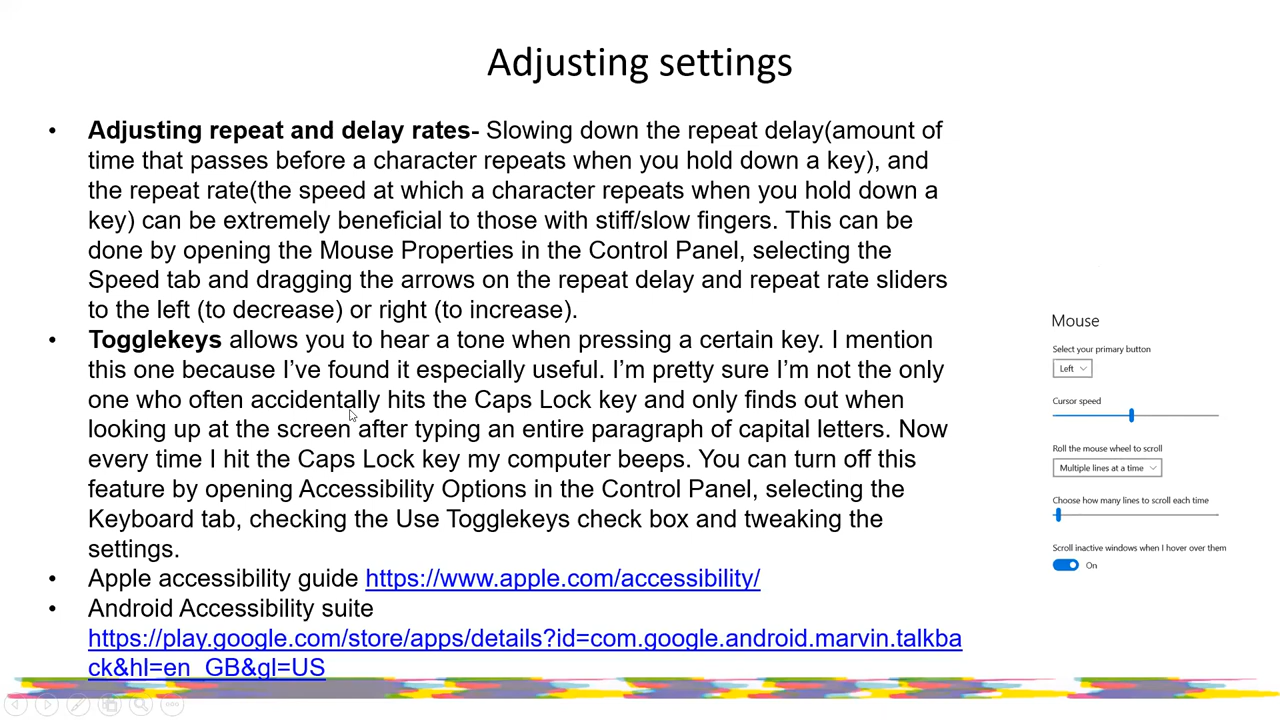 Adjusting settings
• Adjusting repeat and delay rates- Slowing down the repeat delay(amount of
time that passes before a character repeats when you hold down a key), and
the repeat rate(the speed at which a character repeats when you hold down a
key) can be extremely beneficial to those with stiff/slow fingers. This can be
done by opening the Mouse Properties in the Control Panel, selecting the
Speed tab and dragging the arrows on the repeat delay and repeat rate sliders
to the left (to decrease) or right (to increase).
• Togglekeys allows you to hear a tone when pressing a certain key. I mention
this one because I’ve found it especially useful. I’m pretty sure I’m not the only
one who often accidentally hits the Caps Lock key and only finds out when
looking up at the screen after typing an entire paragraph of capital letters. Now
every time I hit the Caps Lock key my computer beeps. You can turn off this
feature by opening Accessibility Options in the Control Panel, selecting the
Keyboard tab, checking the Use Togglekeys check box and tweaking the
settings.
• Apple accessibility guide https://www.apple.com/accessibility/
• Android Accessibility suite
https://play.google.com/store/apps/details?id=com.google.android.marvin.talkba
ck&hl=en_GB&gl=US
Mouse
Select your primary button
Left
Cursor speed
Roll the mouse wheel to scroll
Multiple lines at a time
Choose how many lines to scroll each time
Scroll inactive windows when I hover over them
On